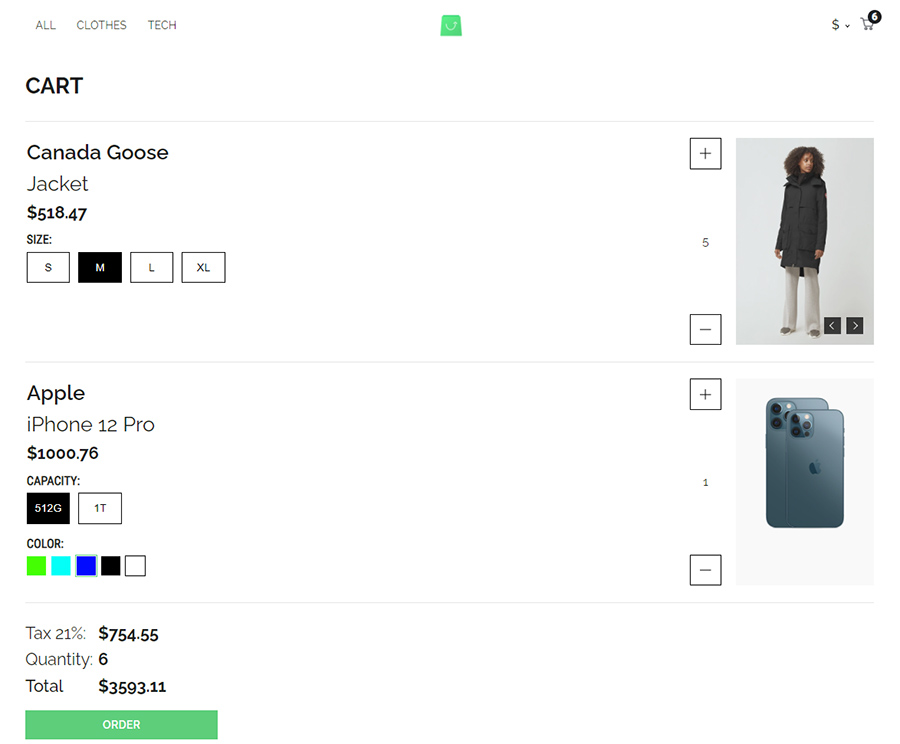 ALL CLOTHES TECH $ 6
CART
Canada Goose
Jacket
$518.47
SIZE:
S M L XL
+
5
−
Apple
iPhone 12 Pro
$1000.76
CAPACITY:
512G 1T
COLOR:
+
1
−
Tax 21%: $754.55
Quantity: 6
Total $3593.11
ORDER